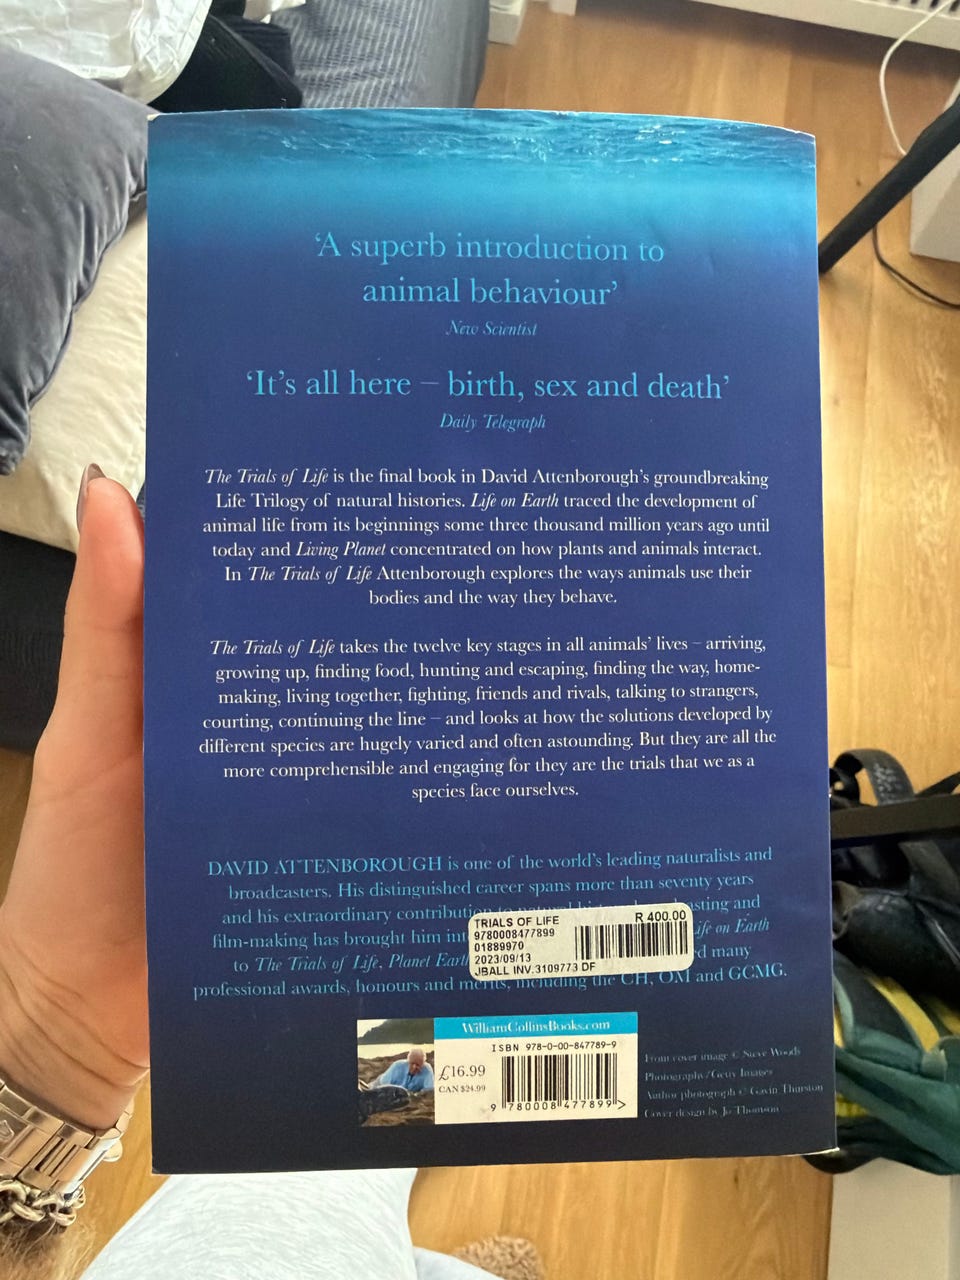 ‘A superb introduction to
animal behaviour’
New Scientist
‘It’s all here – birth, sex and death’
Daily Telegraph
The Trials of Life is the final book in David Attenborough’s groundbreaking
Life Trilogy of natural histories. Life on Earth traced the development of
animal life from its beginnings some three thousand million years ago until
today and Living Planet concentrated on how plants and animals interact.
In The Trials of Life Attenborough explores the ways animals use their
bodies and the way they behave.
The Trials of Life takes the twelve key stages in all animals’ lives – arriving,
growing up, finding food, hunting and escaping, finding the way, home-
making, living together, fighting, friends and rivals, talking to strangers,
courting, continuing the line – and looks at how the solutions developed by
different species are hugely varied and often astounding. But they are all the
more comprehensible and engaging for they are the trials that we as a
species face ourselves.
DAVID ATTENBOROUGH is one of the world’s leading naturalists and
broadcasters. His distinguished career spans more than seventy years
and his extraordinary contribution to natural history broadcasting and
film-making has brought him int
ife on Earth
to The Trials of Life, Planet Earth
d many
professional awards, honours and merits, including the CH, OM and GCMG.
TRIALS OF LIFE R 400.00
9780008477899
01889970
2023/09/13
JBALL INV.3109773 DF
WilliamCollinsBooks.com
ISBN 978-0-00-847789-9
£16.99
CAN $24.99
9 780008 477899 >
Front cover image © Steve Woods
Photography/Getty Images
Author photograph © Gavin Thurston
Cover design by Jo Thomson